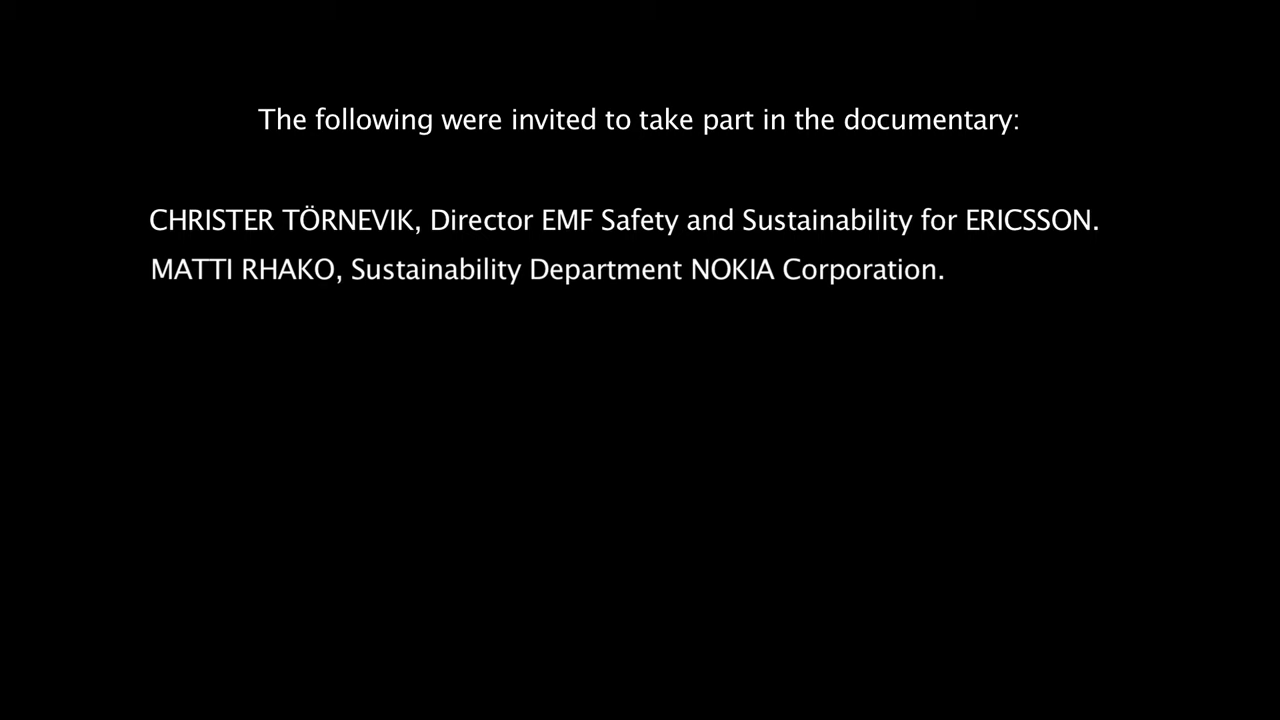 The following were invited to take part in the documentary:
CHRISTER TÖRNEVIK, Director EMF Safety and Sustainability for ERICSSON.
MATTI RHAKO, Sustainability Department NOKIA Corporation.